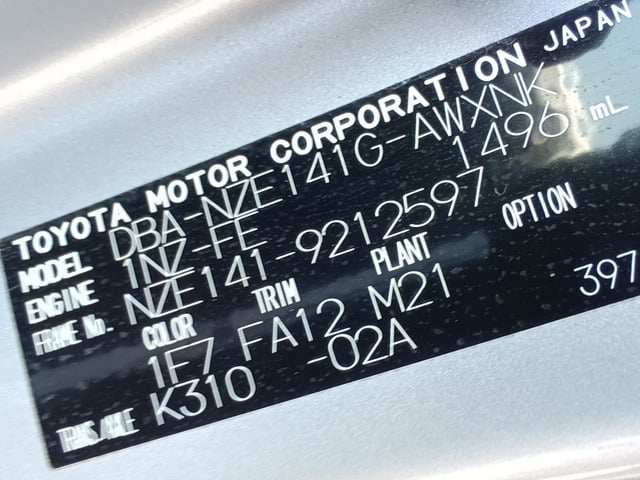 TOYOTA MOTOR CORPORATION JAPAN
MODEL DBA-NZE141G-AWXNK
ENGINE 1NZ-FE 1496 mL
FRAME No. NZE141-9212597
COLOR TRIM PLANT OPTION
1F7 FA12 M21 397
TRANS/AXLE K310 -02A